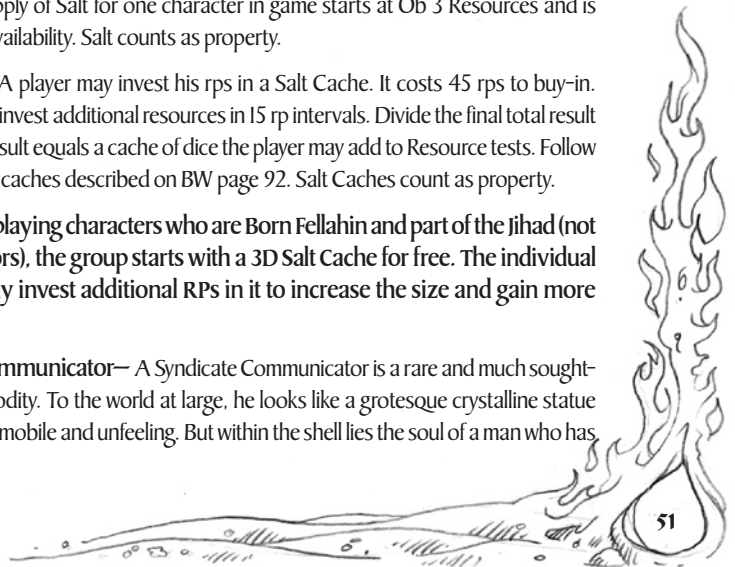 pply of Salt for one character in game starts at Ob 3 Resources and is
vailability. Salt counts as property.
A player may invest his rps in a Salt Cache. It costs 45 rps to buy-in.
invest additional resources in 15 rp intervals. Divide the final total result
sult equals a cache of dice the player may add to Resource tests. Follow
caches described on BW page 92. Salt Caches count as property.
playing characters who are Born Fellahin and part of the Jihad (not
ors), the group starts with a 3D Salt Cache for free. The individual
y invest additional RPs in it to increase the size and gain more
mmunicator— A Syndicate Communicator is a rare and much sought-
odity. To the world at large, he looks like a grotesque crystalline statue
mobile and unfeeling. But within the shell lies the soul of a man who has
51